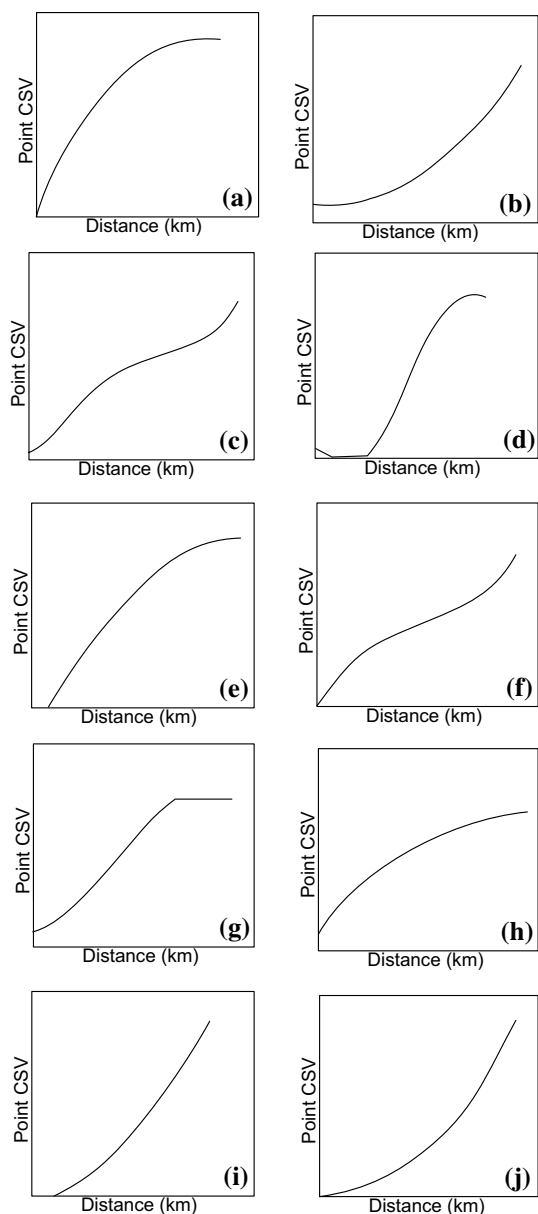 Point CSV
(a)
Distance (km)
Point CSV
(b)
Distance (km)
Point CSV
(c)
Distance (km)
Point CSV
(d)
Distance (km)
Point CSV
(e)
Distance (km)
Point CSV
(f)
Distance (km)
Point CSV
(g)
Distance (km)
Point CSV
(h)
Distance (km)
Point CSV
(i)
Distance (km)
Point CSV
(j)
Distance (km)